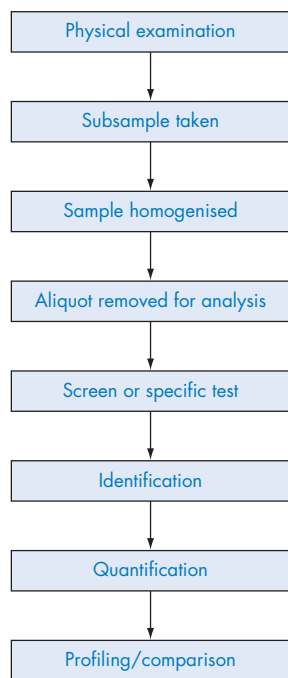 Physical examination
Subsample taken
Sample homogenised
Aliquot removed for analysis
Screen or specific test
Identification
Quantification
Profiling/comparison